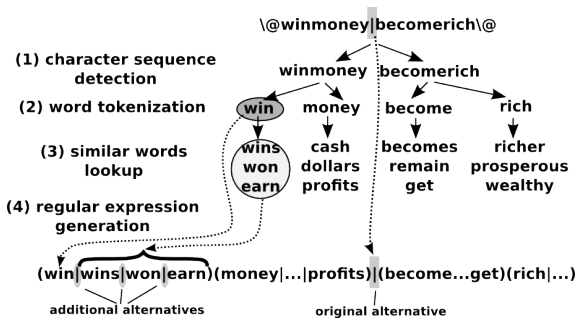 \@winmoney|becomerich\@
(1) character sequence
detection
winmoney becomerich
(2) word tokenization
win money become rich
(3) similar words
lookup
wins cash becomes richer
won dollars remain prosperous
earn profits get wealthy
(4) regular expression
generation
(win|wins|won|earn)(money|...|profits)|(become...get)(rich|...)
additional alternatives original alternative